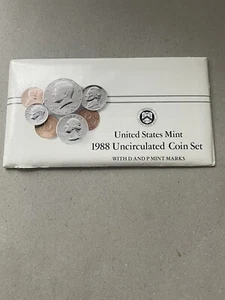 United States Mint
1988 Uncirculated Coin Set
WITH D AND P MINT MARKS